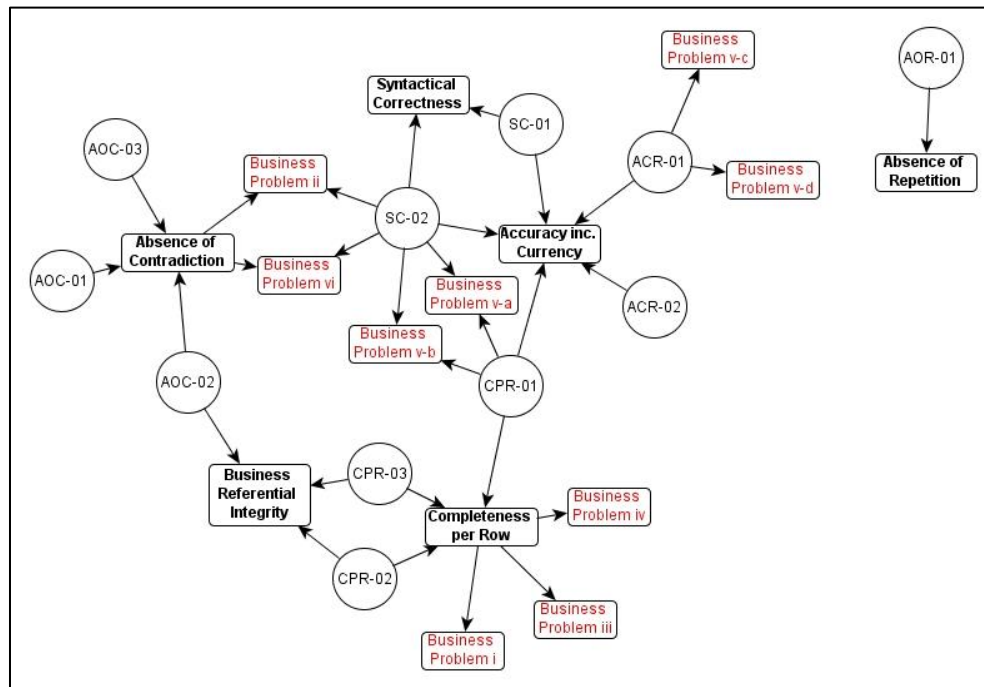 Business
Problem v-c
AOR-01
Syntactical
Correctness
SC-01
AOC-03
ACR-01
Business
Problem ii
Business
Problem v-d
Absence of
Repetition
SC-02
Absence of
Contradiction
Accuracy inc.
Currency
AOC-01
Business
Problem vi
Business
Problem v-a
ACR-02
Business
Problem v-b
AOC-02
CPR-01
Business
Referential
Integrity
CPR-03
Completeness
per Row
Business
Problem iv
CPR-02
Business
Problem iii
Business
Problem i